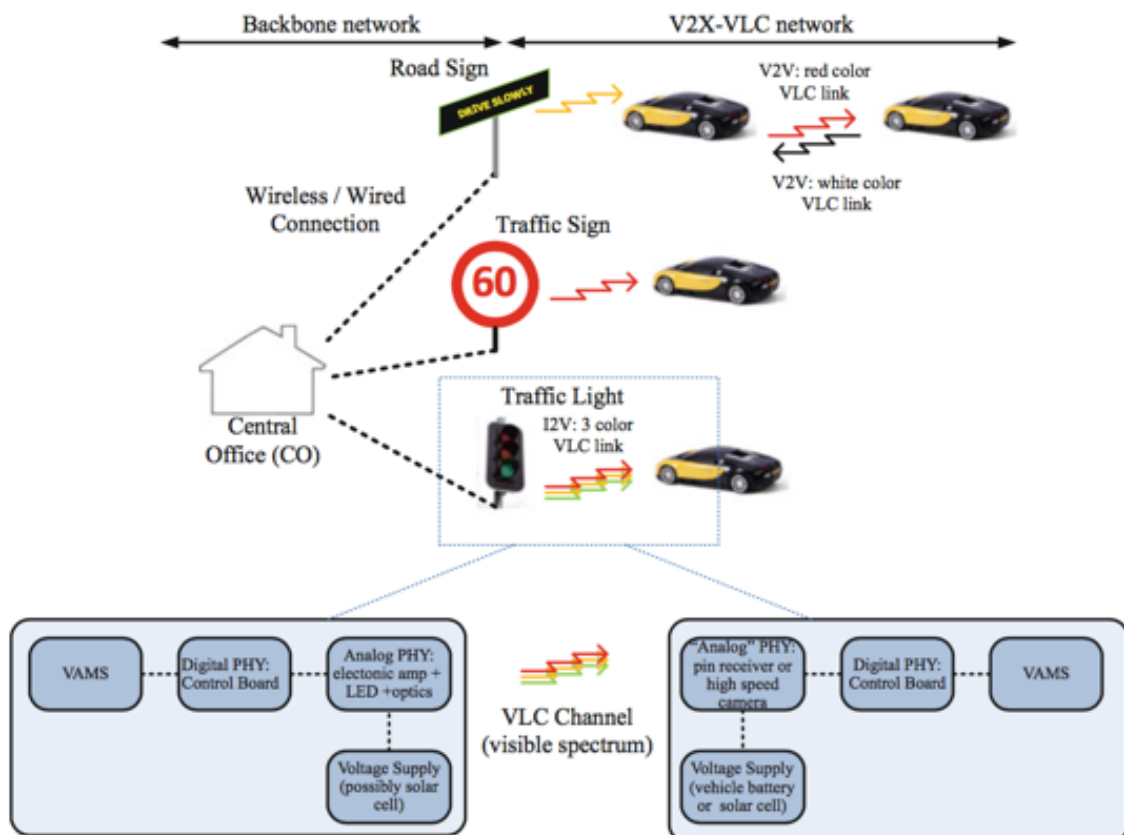 Backbone network
V2X-VLC network
Road Sign
DRIVE SLOWLY
V2V: red color
VLC link
V2V: white color
VLC link
Wireless / Wired
Connection
Traffic Sign
60
Central
Office (CO)
Traffic Light
I2V: 3 color
VLC link
VAMS
Digital PHY:
Control Board
Analog PHY:
electonic amp +
LED +optics
Voltage Supply
(possibly solar
cell)
VLC Channel
(visible spectrum)
"Analog" PHY:
pin receiver or
high speed
camera
Digital PHY:
Control Board
VAMS
Voltage Supply
(vehicle battery
or solar cell)